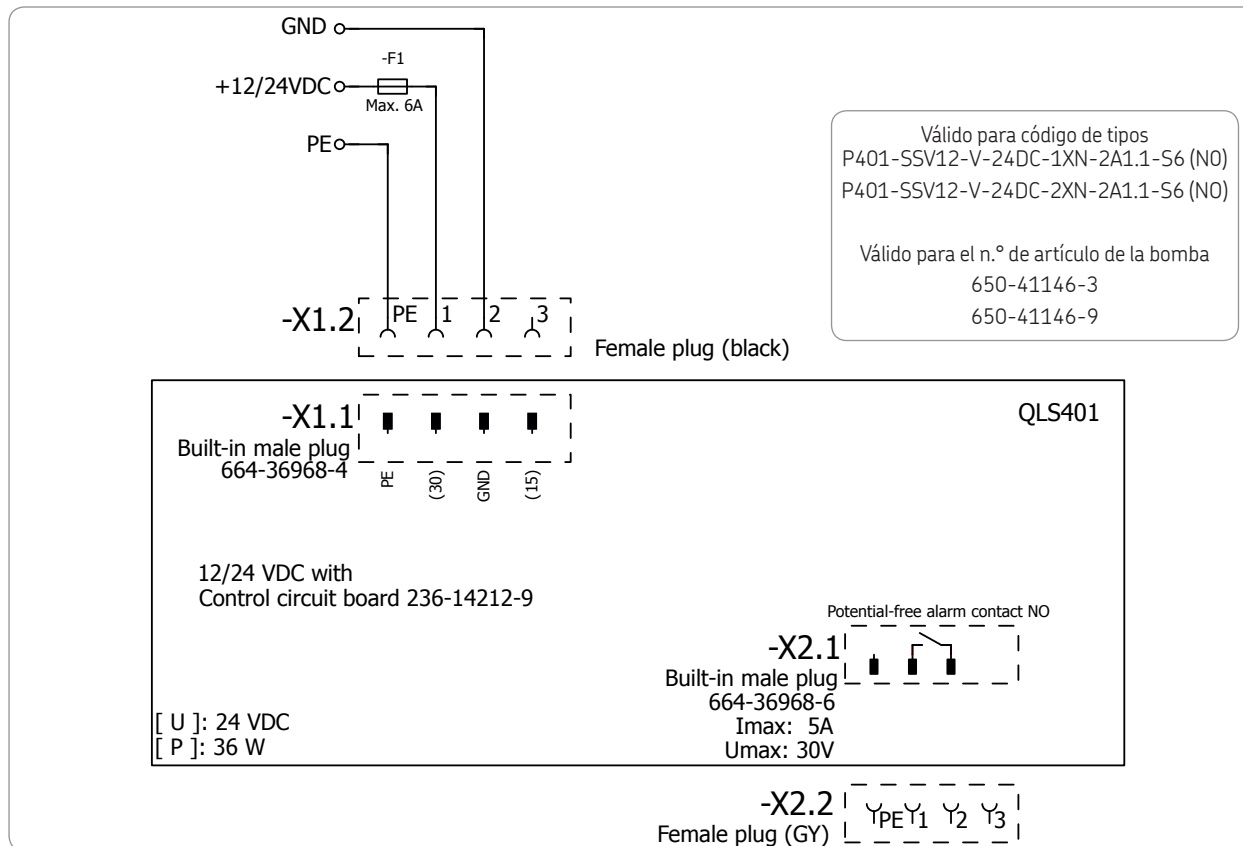 GND
-F1
+12/24VDC
Max. 6A
PE
Válido para código de tipos
P401-SSV12-V-24DC-1XN-2A1.1-S6 (NO)
P401-SSV12-V-24DC-2XN-2A1.1-S6 (NO)
Válido para el n.º de artículo de la bomba
650-41146-3
650-41146-9
-X1.2
PE 1 2 3
Female plug (black)
QLS401
-X1.1
Built-in male plug
664-36968-4
PE (30) GND (15)
12/24 VDC with
Control circuit board 236-14212-9
Potential-free alarm contact NO
-X2.1
Built-in male plug
664-36968-6
Imax: 5A
Umax: 30V
[ U ]: 24 VDC
[ P ]: 36 W
-X2.2
PE 1 2 3
Female plug (GY)